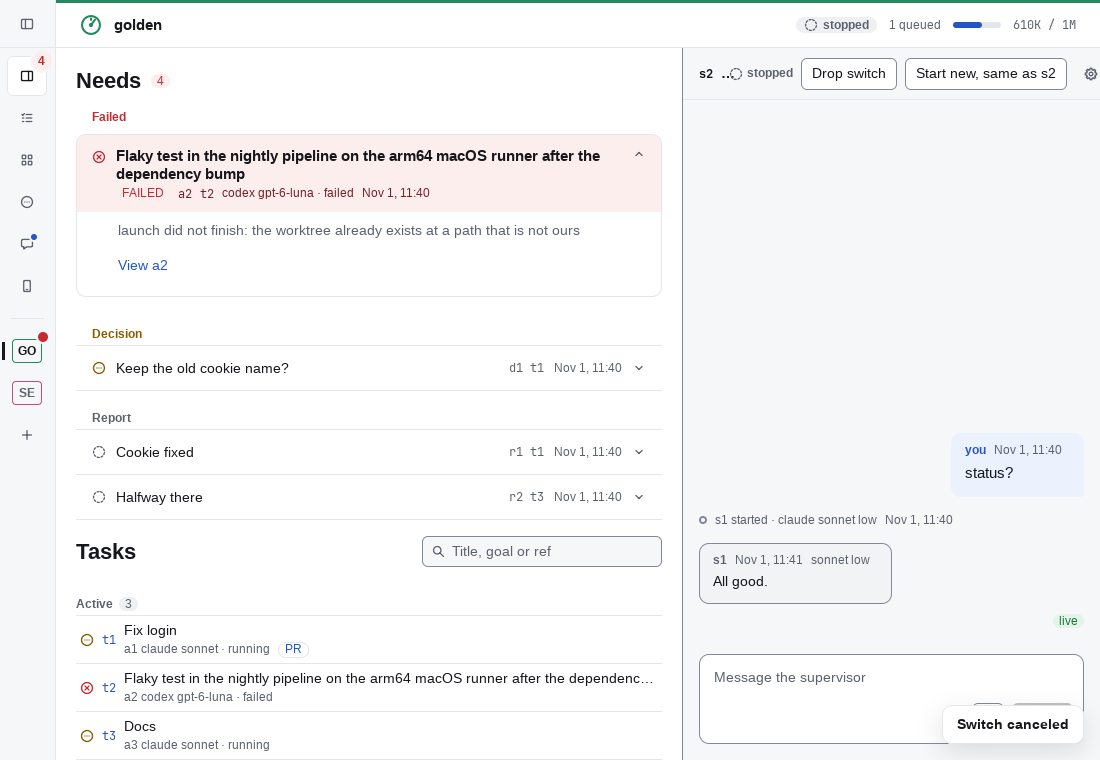 golden
stopped
1 queued
610K / 1M
4
Needs 4
Failed
Flaky test in the nightly pipeline on the arm64 macOS runner after the
dependency bump
FAILED a2 t2 codex gpt-6-luna · failed Nov 1, 11:40
launch did not finish: the worktree already exists at a path that is not ours
View a2
Decision
Keep the old cookie name? d1 t1 Nov 1, 11:40
Report
Cookie fixed r1 t1 Nov 1, 11:40
Halfway there r2 t3 Nov 1, 11:40
Tasks
Title, goal or ref
Active 3
t1 Fix login
a1 claude sonnet · running PR
t2 Flaky test in the nightly pipeline on the arm64 macOS runner after the dependenc…
a2 codex gpt-6-luna · failed
t3 Docs
a3 claude sonnet · running
GO
SE
s2 … stopped Drop switch Start new, same as s2
you Nov 1, 11:40
status?
s1 started · claude sonnet low Nov 1, 11:40
s1 Nov 1, 11:41 sonnet low
All good.
live
Message the supervisor
Switch canceled